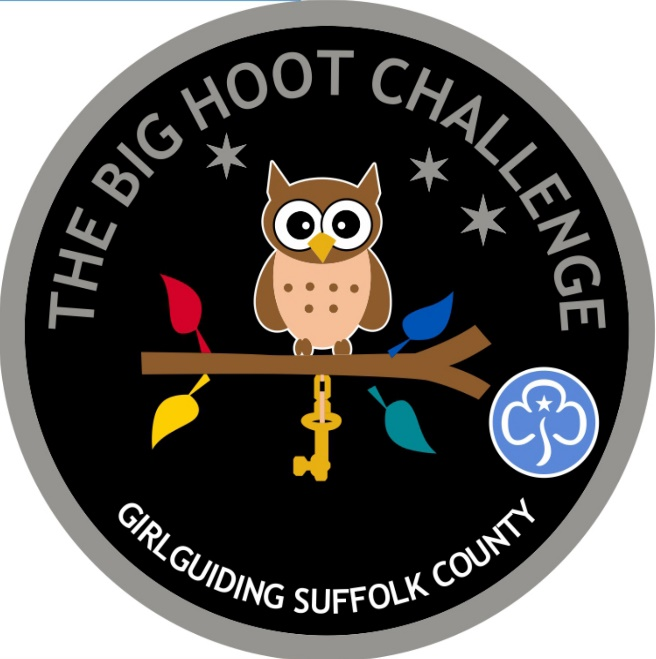 THE BIG HOOT CHALLENGE
GIRLGUIDING SUFFOLK COUNTY